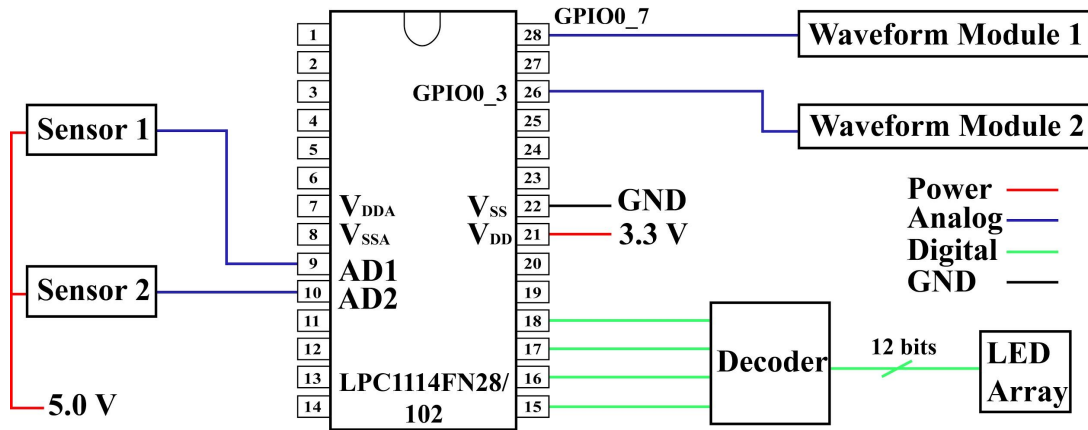 GPIO0_7
1
28
Waveform Module 1
2
27
3
GPIO0_3
26
Sensor 1
4
25
Waveform Module 2
5
24
6
23
Power
7
VDDA
VSS
22
GND
Analog
8
VSSA
VDD
21
3.3 V
Digital
9
AD1
20
GND
Sensor 2
10
AD2
19
11
18
12
17
Decoder
12 bits
LED
Array
13
LPC1114FN28/
102
16
5.0 V
14
15